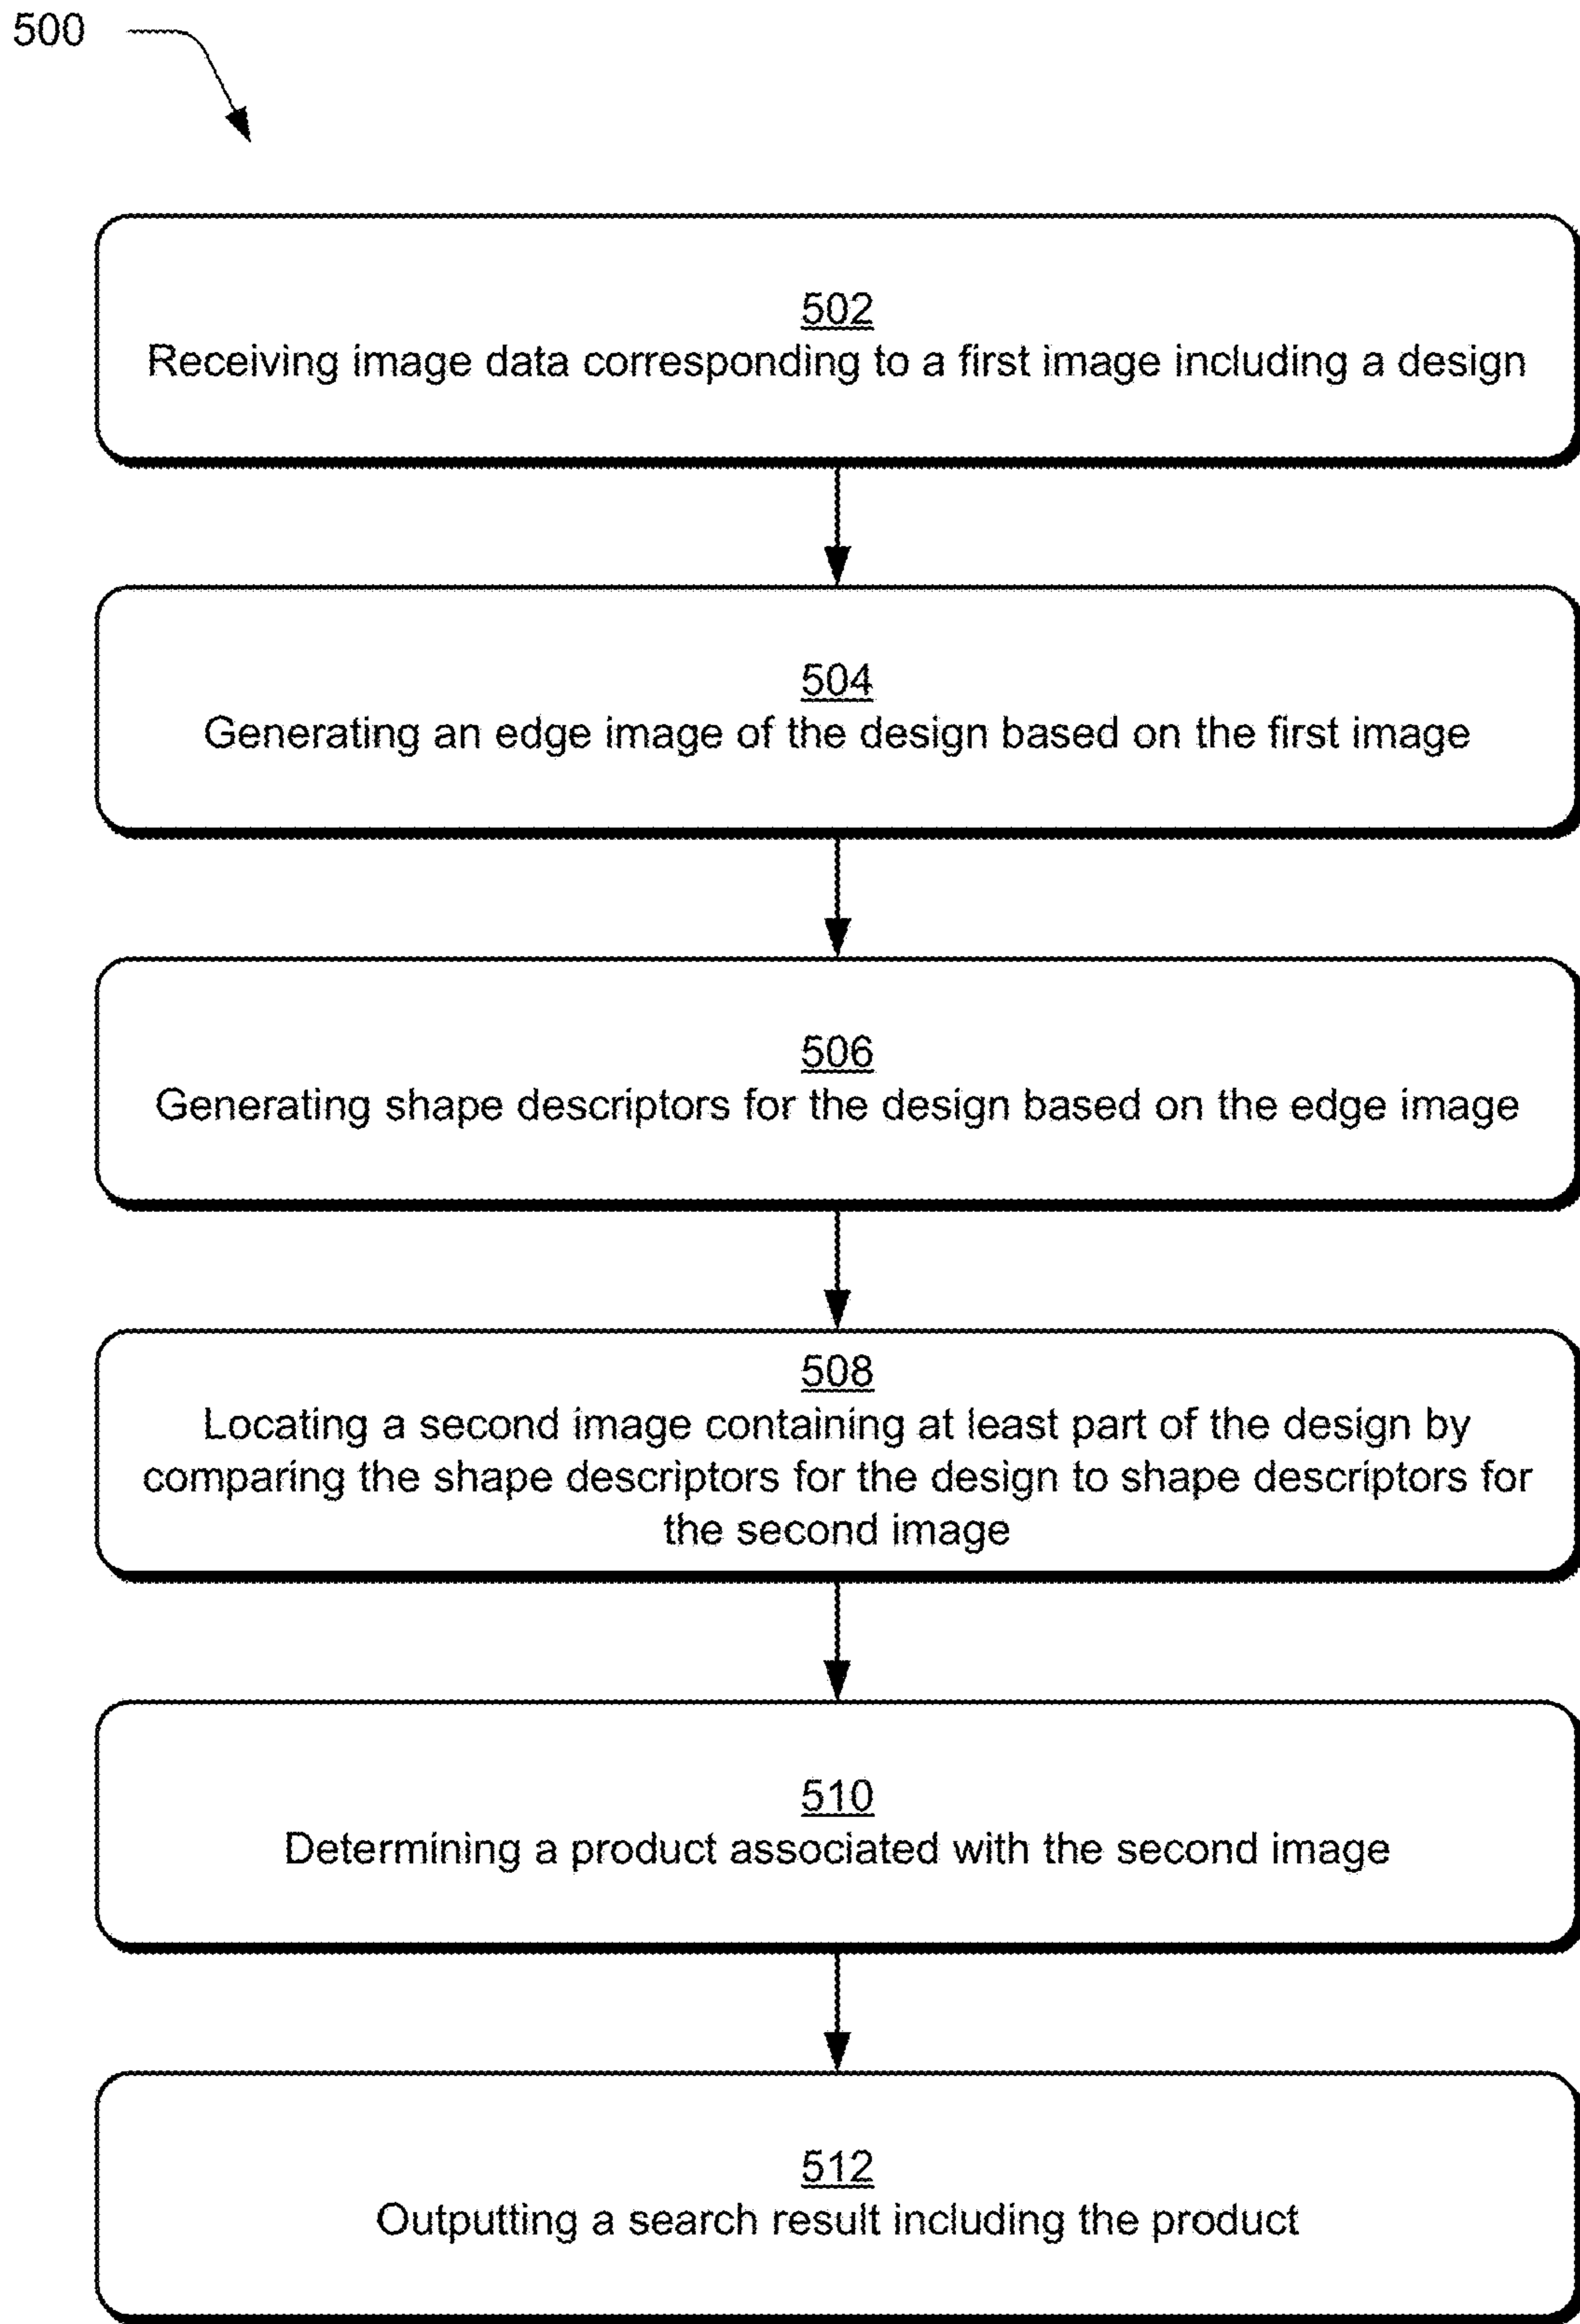 500
502
Receiving image data corresponding to a first image including a design
504
Generating an edge image of the design based on the first image
506
Generating shape descriptors for the design based on the edge image
508
Locating a second image containing at least part of the design by
comparing the shape descriptors for the design to shape descriptors for
the second image
510
Determining a product associated with the second image
512
Outputting a search result including the product